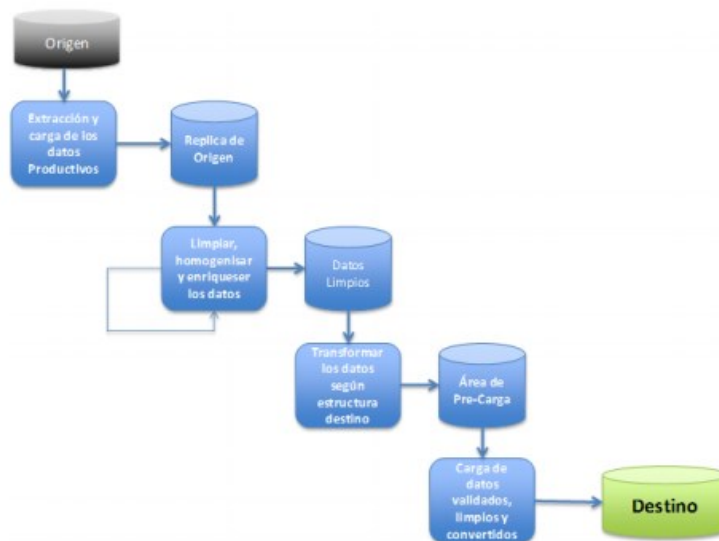 Origen
Extracción y
carga de los
datos
Productivos
Replica de
Origen
Limpiar,
homogenisar
y enriqueser
los datos
Datos
Limpios
Transformar
los datos
según
estructura
destino
Área de
Pre-Carga
Carga de
datos
validados,
limpios y
convertidos
Destino